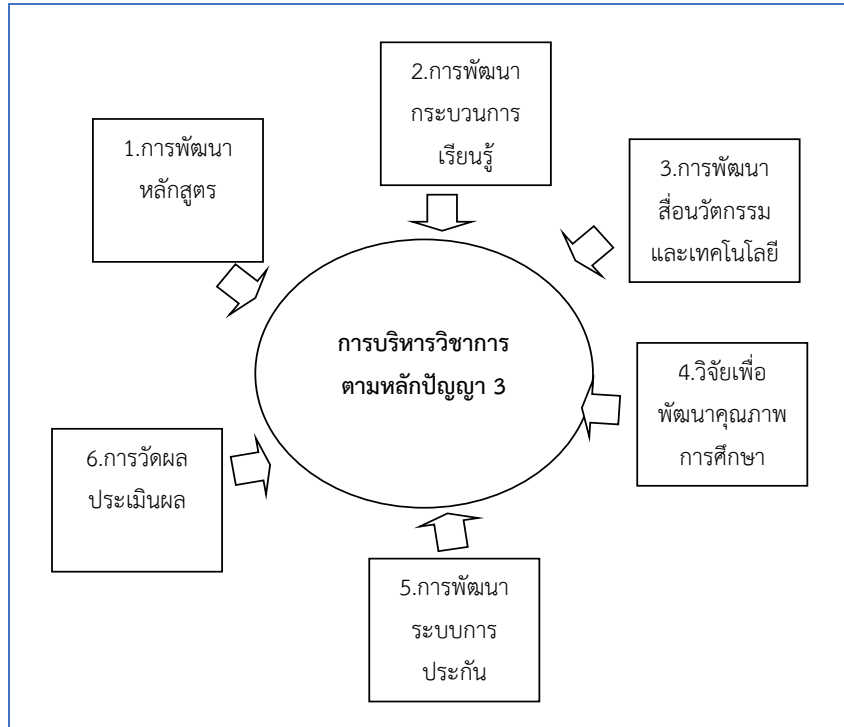 1.การพัฒนา
หลักสูตร
2.การพัฒนา
กระบวนการ
เรียนรู้
3.การพัฒนา
สื่อนวัตกรรม
และเทคโนโลยี
การบริหารวิชาการ
ตามหลักปัญญา 3
4.วิจัยเพื่อ
พัฒนาคุณภาพ
การศึกษา
5.การพัฒนา
ระบบการ
ประกัน
6.การวัดผล
ประเมินผล